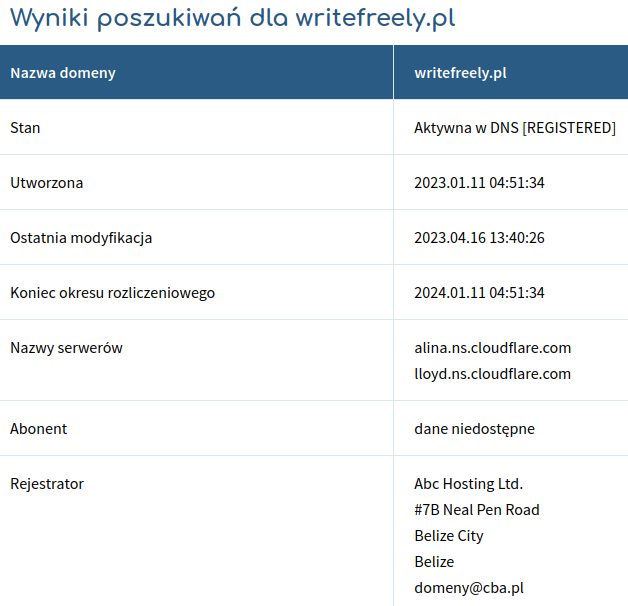 Wyniki poszukiwań dla writefreely.pl
Nazwa domeny writefreely.pl
Stan Aktywna w DNS [REGISTERED]
Utworzona 2023.01.11 04:51:34
Ostatnia modyfikacja 2023.04.16 13:40:26
Koniec okresu rozliczeniowego 2024.01.11 04:51:34
Nazwy serwerów alina.ns.cloudflare.com
lloyd.ns.cloudflare.com
Abonent dane niedostępne
Rejestrator Abc Hosting Ltd.
#7B Neal Pen Road
Belize City
Belize
domeny@cba.pl